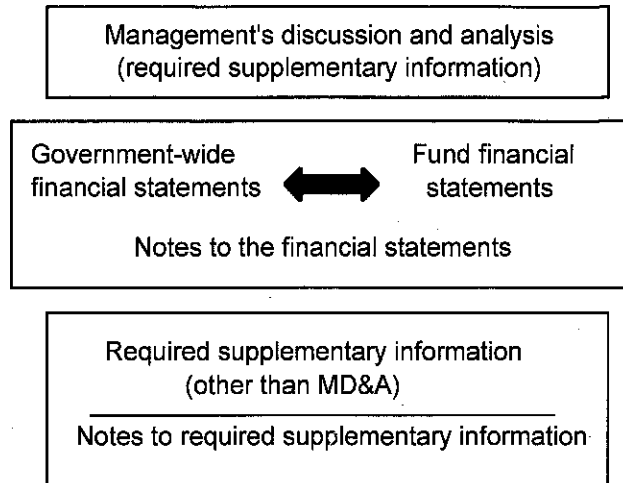 Management's discussion and analysis
(required supplementary information)
Government-wide
financial statements
Fund financial
statements
Notes to the financial statements
Required supplementary information
(other than MD&A)
Notes to required supplementary information